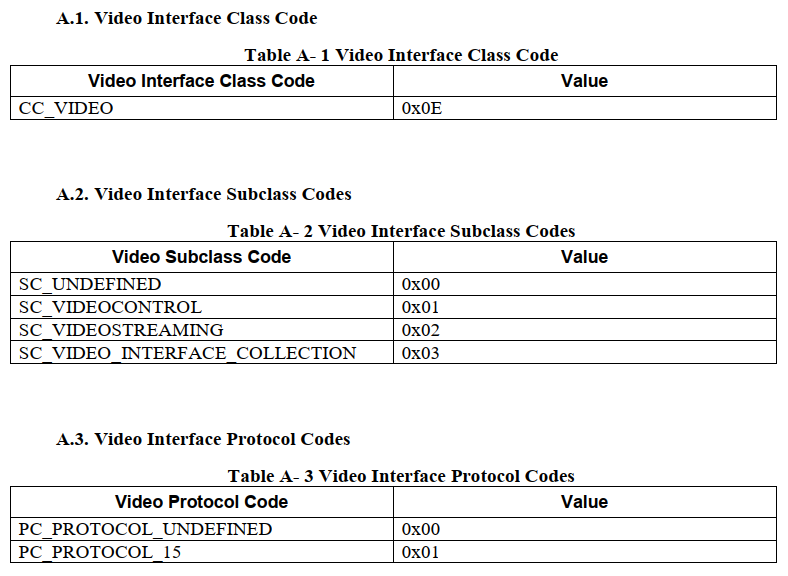 A.1. Video Interface Class Code
Table A- 1 Video Interface Class Code
Video Interface Class Code Value
CC_VIDEO 0x0E
A.2. Video Interface Subclass Codes
Table A- 2 Video Interface Subclass Codes
Video Subclass Code Value
SC_UNDEFINED 0x00
SC_VIDEOCONTROL 0x01
SC_VIDEOSTREAMING 0x02
SC_VIDEO_INTERFACE_COLLECTION 0x03
A.3. Video Interface Protocol Codes
Table A- 3 Video Interface Protocol Codes
Video Protocol Code Value
PC_PROTOCOL_UNDEFINED 0x00
PC_PROTOCOL_15 0x01